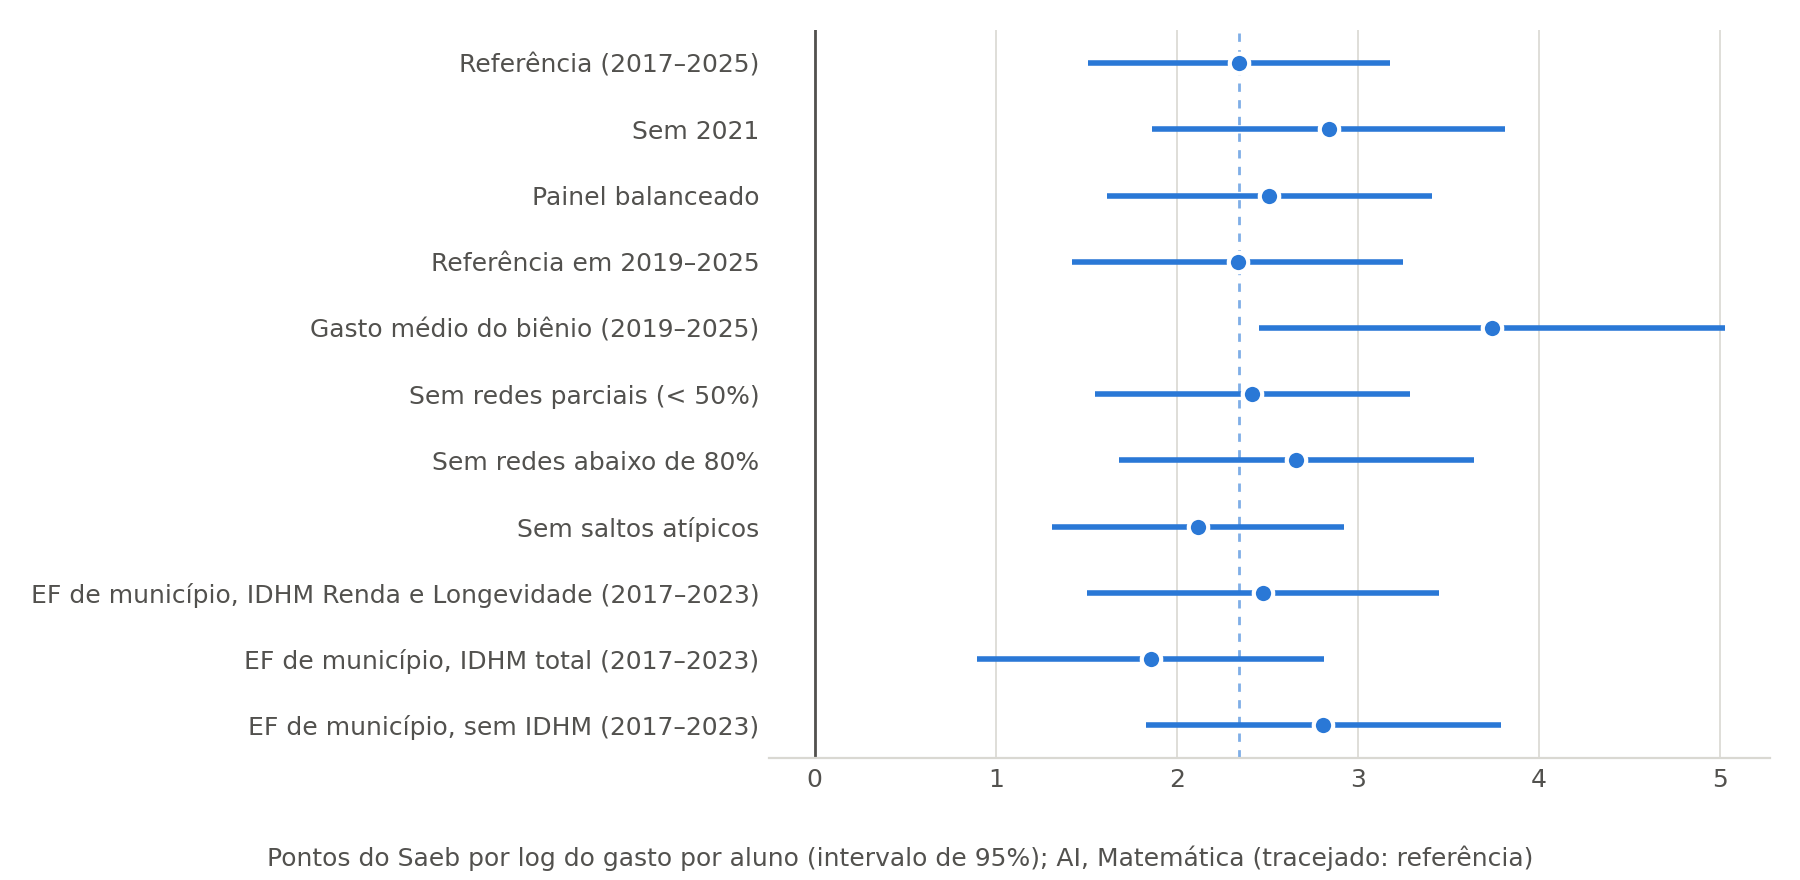 Referência (2017–2025)
Sem 2021
Painel balanceado
Referência em 2019–2025
Gasto médio do biênio (2019–2025)
Sem redes parciais (< 50%)
Sem redes abaixo de 80%
Sem saltos atípicos
EF de município, IDHM Renda e Longevidade (2017–2023)
EF de município, IDHM total (2017–2023)
EF de município, sem IDHM (2017–2023)
0 1 2 3 4 5
Pontos do Saeb por log do gasto por aluno (intervalo de 95%); AI, Matemática (tracejado: referência)